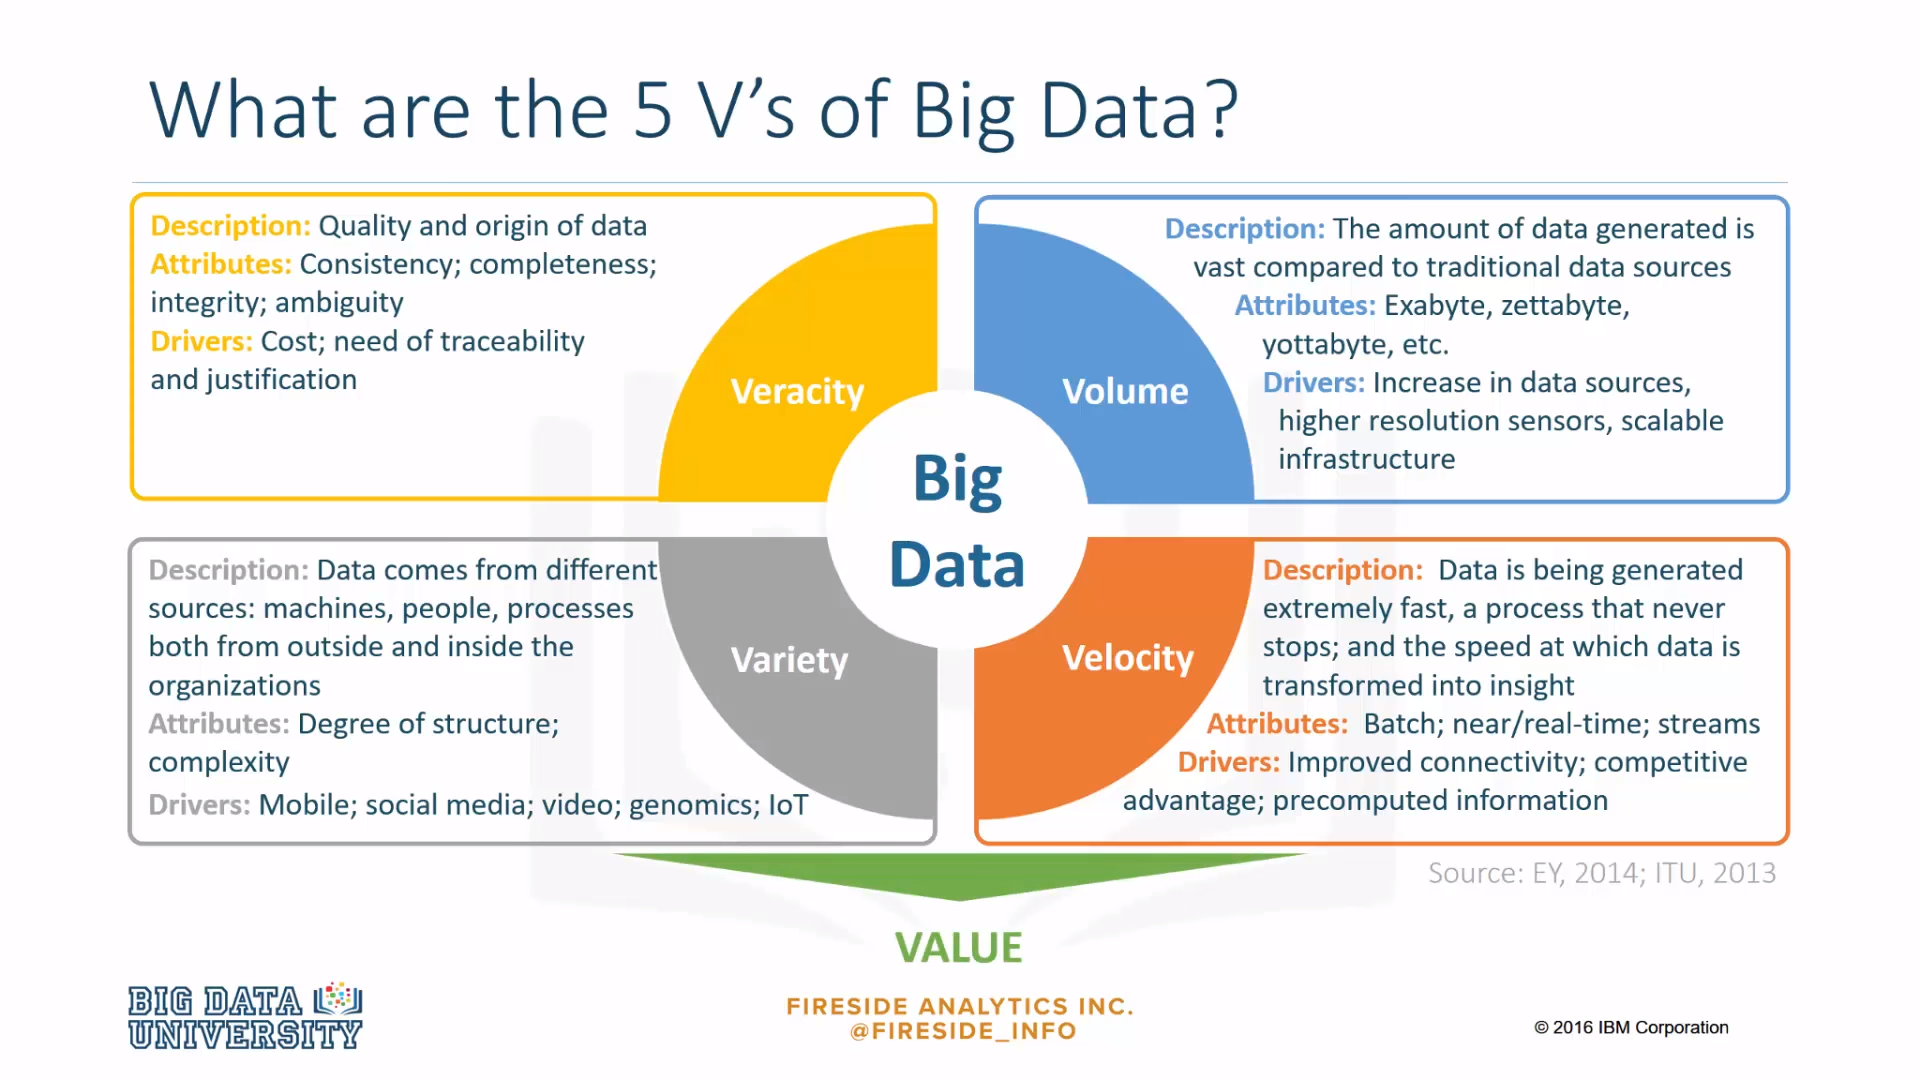 What are the 5 V's of Big Data?
Description: Quality and origin of data
Attributes: Consistency; completeness;
integrity; ambiguity
Drivers: Cost; need of traceability
and justification
Veracity
Description: The amount of data generated is
vast compared to traditional data sources
Attributes: Exabyte, zettabyte,
yottabyte, etc.
Drivers: Increase in data sources,
higher resolution sensors, scalable
infrastructure
Volume
Big
Data
Description: Data comes from different
sources: machines, people, processes
both from outside and inside the
organizations
Attributes: Degree of structure;
complexity
Drivers: Mobile; social media; video; genomics; IoT
Variety
Description: Data is being generated
extremely fast, a process that never
stops; and the speed at which data is
transformed into insight
Attributes: Batch; near/real-time; streams
Drivers: Improved connectivity; competitive
advantage; precomputed information
Velocity
Source: EY, 2014; ITU, 2013
VALUE
BIG DATA
UNIVERSITY
FIRESIDE ANALYTICS INC.
@FIRESIDE_INFO
© 2016 IBM Corporation